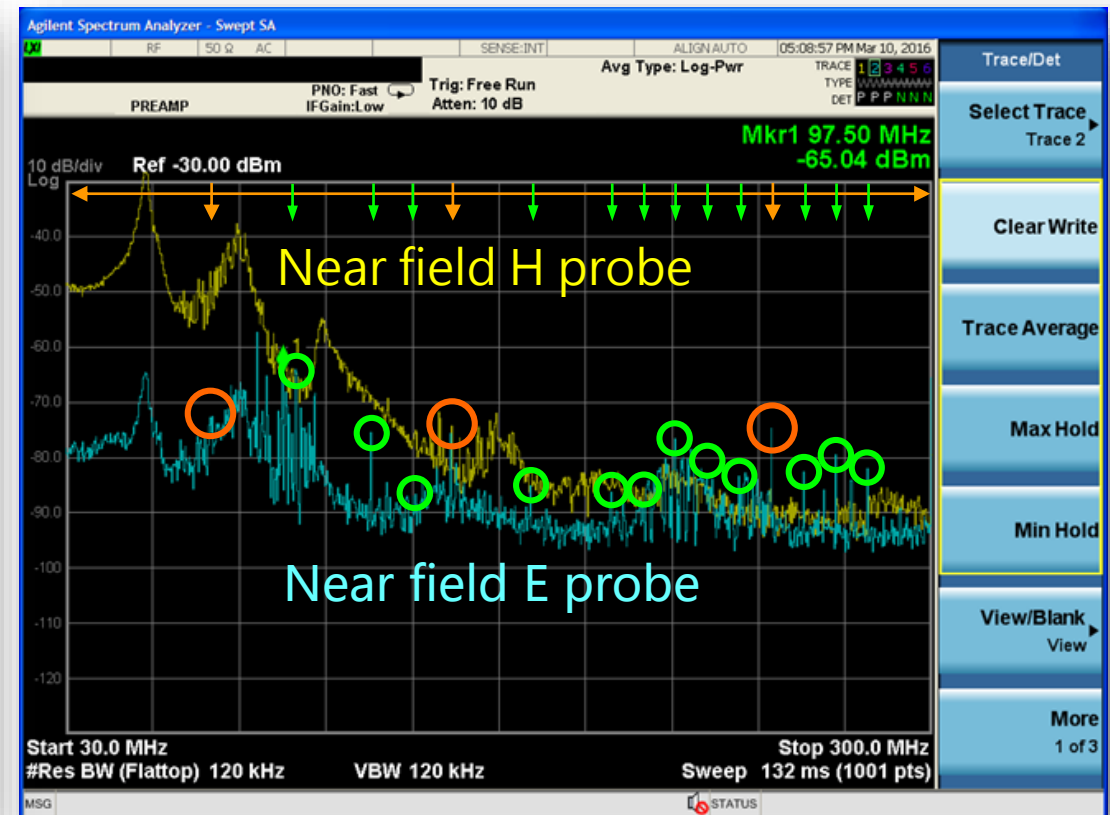 Agilent Spectrum Analyzer - Swept SA
LXI RF 50 Ω AC SENSE:INT ALIGN AUTO 05:08:57 PM Mar 10, 2016
Trace/Det
Avg Type: Log-Pwr
TRACE 1 2 3 4 5 6
PNO: Fast Trig: Free Run
TYPE WWWWWW
PREAMP IFGain:Low Atten: 10 dB
DET P P P N N N
Select Trace
Trace 2
Mkr1 97.50 MHz
-65.04 dBm
10 dB/div Ref -30.00 dBm
Log
Clear Write
-40.0
Near field H probe
-50.0
Trace Average
-60.0
-70.0
Max Hold
-80.0
-90.0
Min Hold
-100
Near field E probe
-110
View/Blank
View
-120
More
1 of 3
Start 30.0 MHz Stop 300.0 MHz
#Res BW (Flattop) 120 kHz VBW 120 kHz Sweep 132 ms (1001 pts)
MSG STATUS